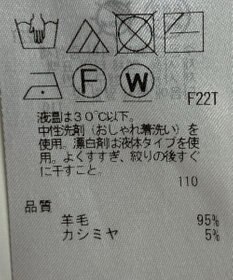 F W
F22T
液温は30℃以下。
中性洗剤（おしゃれ着洗い）を
使用。漂白剤は液体タイプを使
用。よくすすぎ、絞りの後すぐ
に干すこと。
110
品質
羊毛 95%
カシミヤ 5%